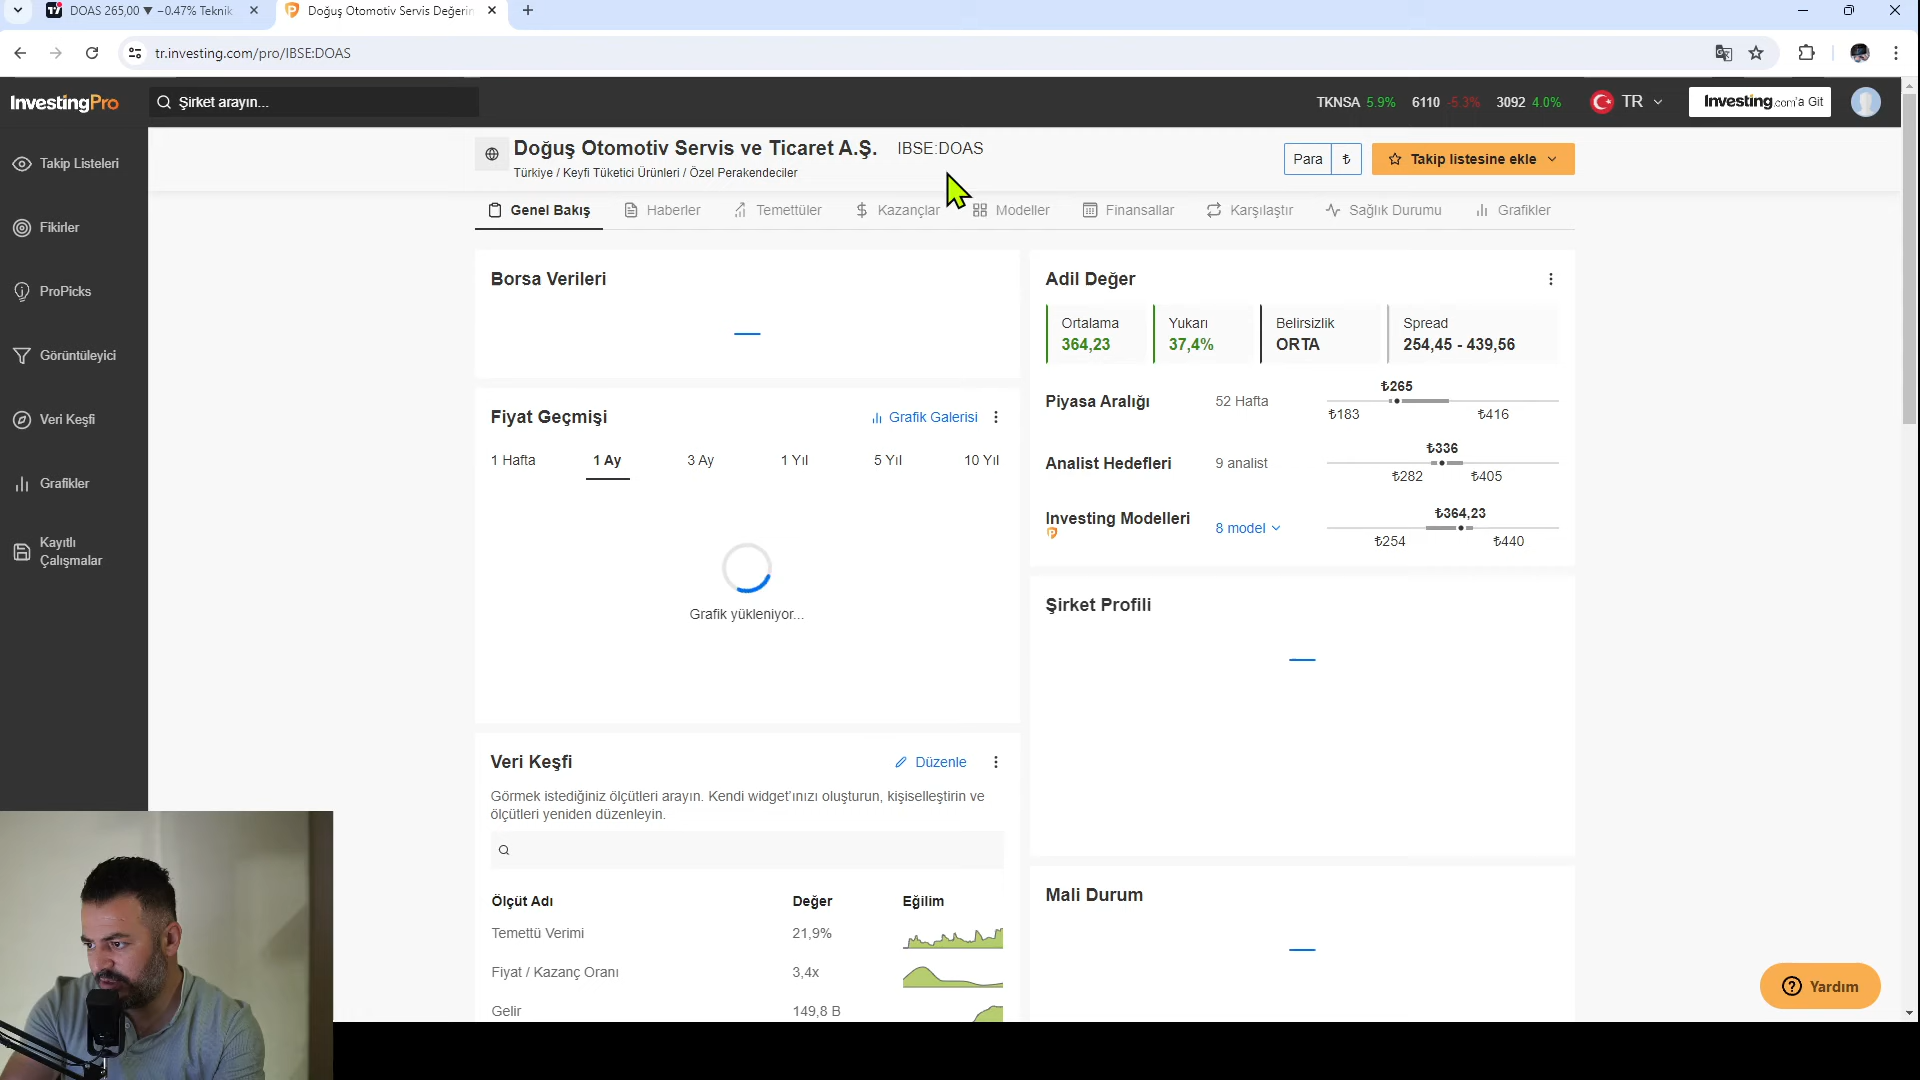 DOAS 265,00 ▼ −0.47% Teknik
Doğuş Otomotiv Servis Değerin
tr.investing.com/pro/IBSE:DOAS
InvestingPro
Şirket arayın...
TKNSA 5.9% 6110 -5.3% 3092 4.0%
TR
Investing.com'a Git
Takip Listeleri
Fikirler
ProPicks
Görüntüleyici
Veri Keşfi
Grafikler
Kayıtlı
Çalışmalar
Doğuş Otomotiv Servis ve Ticaret A.Ş. IBSE:DOAS
Türkiye / Keyfi Tüketici Ürünleri / Özel Perakendeciler
Para ₺
Takip listesine ekle
Genel Bakış Haberler Temettüler Kazançlar Modeller Finansallar Karşılaştır Sağlık Durumu Grafikler
Borsa Verileri
Fiyat Geçmişi
Grafik Galerisi
1 Hafta 1 Ay 3 Ay 1 Yıl 5 Yıl 10 Yıl
Grafik yükleniyor...
Veri Keşfi
Düzenle
Görmek istediğiniz ölçütleri arayın. Kendi widget'ınızı oluşturun, kişiselleştirin ve
ölçütleri yeniden düzenleyin.
Ölçüt Adı Değer Eğilim
Temettü Verimi 21,9%
Fiyat / Kazanç Oranı 3,4x
Gelir 149,8 B
Adil Değer
Ortalama Yukarı Belirsizlik Spread
364,23 37,4% ORTA 254,45 - 439,56
₺265
Piyasa Aralığı 52 Hafta
₺183 ₺416
₺336
Analist Hedefleri 9 analist
₺282 ₺405
₺364,23
Investing Modelleri 8 model
₺254 ₺440
Şirket Profili
Mali Durum
Yardım